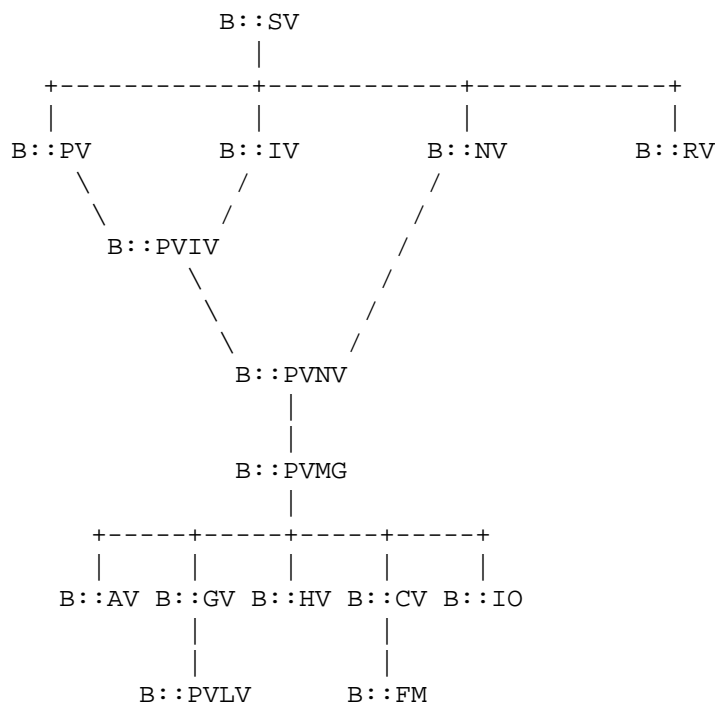 B::SV
B::PV B::IV B::NV B::RV
B::PVIV
B::PVNV
B::PVMG
B::AV B::GV B::HV B::CV B::IO
B::PVLV B::FM